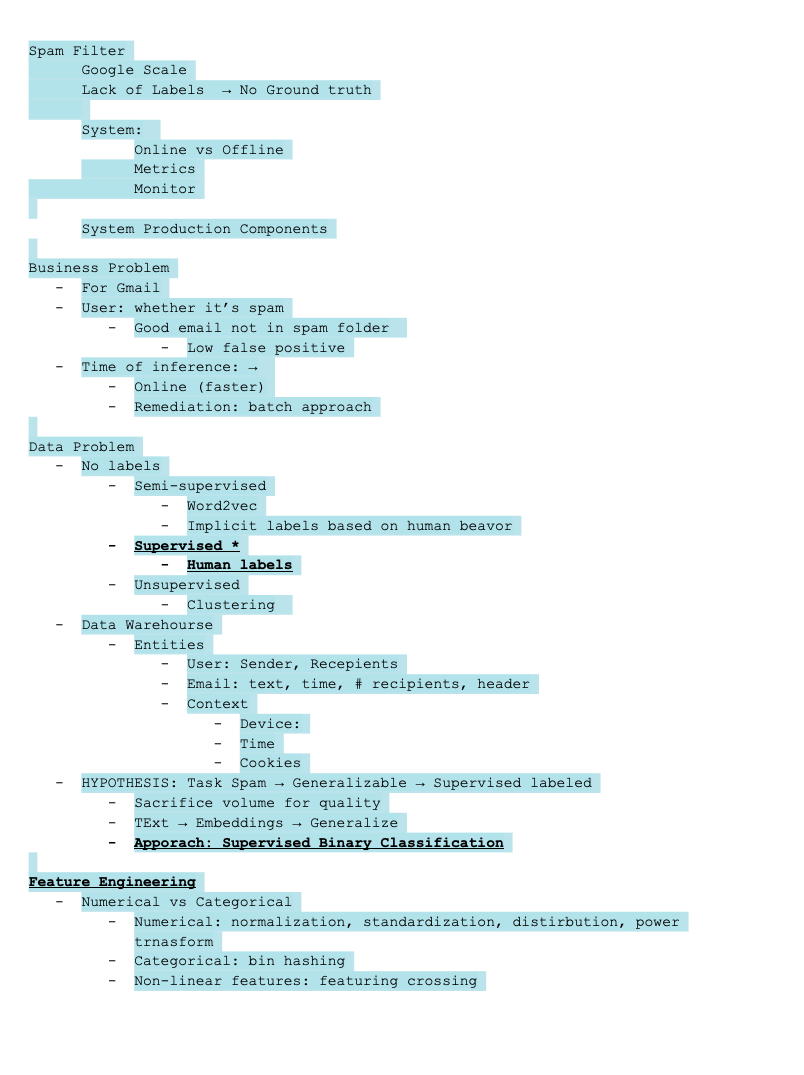 Spam Filter
Google Scale
Lack of Labels → No Ground truth
System:
Online vs Offline
Metrics
Monitor
System Production Components
Business Problem
- For Gmail
- User: whether it’s spam
- Good email not in spam folder
- Low false positive
- Time of inference: →
- Online (faster)
- Remediation: batch approach
Data Problem
- No labels
- Semi-supervised
- Word2vec
- Implicit labels based on human beavor
- Supervised *
- Human labels
- Unsupervised
- Clustering
- Data Warehourse
- Entities
- User: Sender, Recepients
- Email: text, time, # recipients, header
- Context
- Device:
- Time
- Cookies
- HYPOTHESIS: Task Spam → Generalizable → Supervised labeled
- Sacrifice volume for quality
- TExt → Embeddings → Generalize
- Apporach: Supervised Binary Classification
Feature Engineering
- Numerical vs Categorical
- Numerical: normalization, standardization, distirbution, power
trnasform
- Categorical: bin hashing
- Non-linear features: featuring crossing